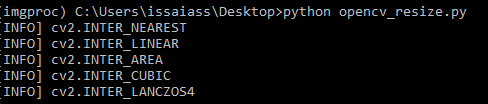 (imgproc) C:\Users\issaiass\Desktop>python opencv_resize.py
[INFO] cv2.INTER_NEAREST
[INFO] cv2.INTER_LINEAR
[INFO] cv2.INTER_AREA
[INFO] cv2.INTER_CUBIC
[INFO] cv2.INTER_LANCZOS4